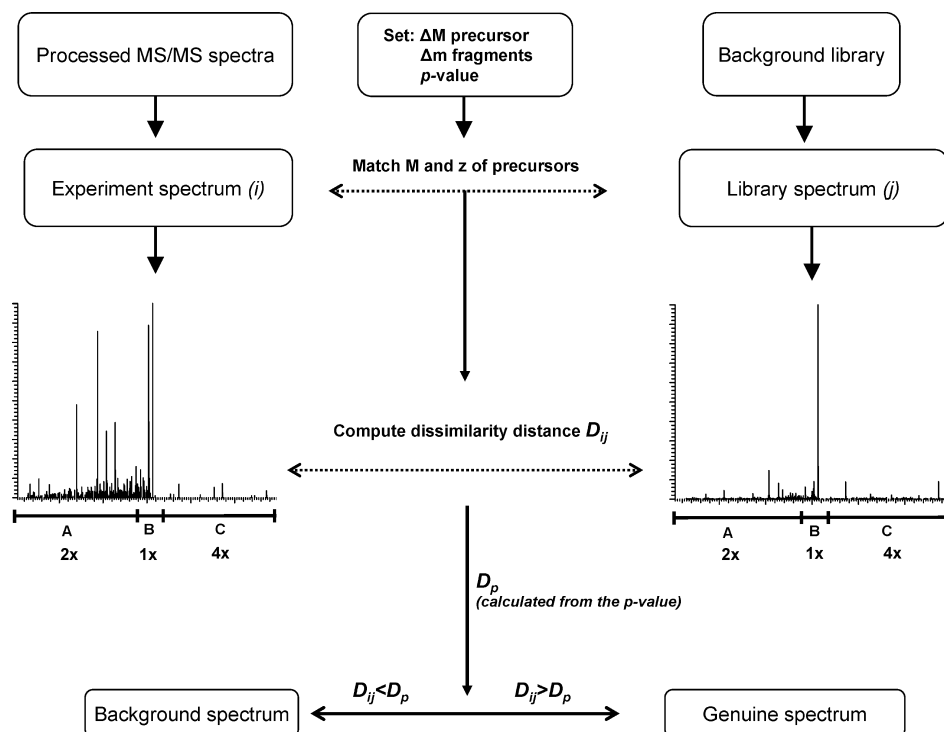 Processed MS/MS spectra
Set: ΔM precursor
Δm fragments
p-value
Background library
Match M and z of precursors
Experiment spectrum (i)
Library spectrum (j)
Compute dissimilarity distance Dij
A B C
2x 1x 4x
A B C
2x 1x 4x
Dp
(calculated from the p-value)
Dij<Dp
Dij>Dp
Background spectrum
Genuine spectrum